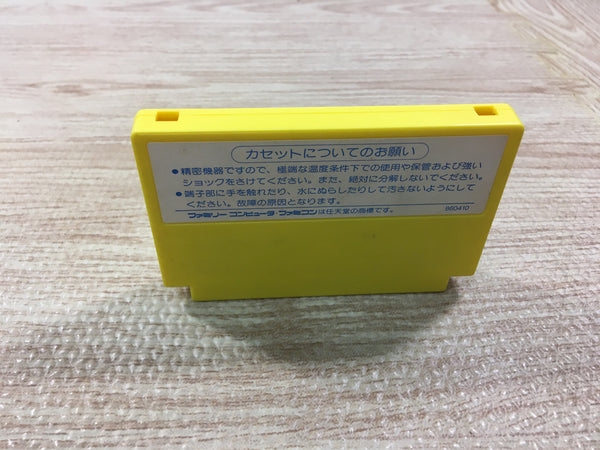 カセットについてのお願い
●精密機器ですので、極端な温度条件下での使用や保管および強い
ショックをさけてください。また、絶対に分解しないでください。
●端子部に手を触れたり、水にぬらしたりして汚さないようにして
ください。故障の原因となります。
ファミリー コンピュータ・ファミコンは任天堂の商標です。 860410